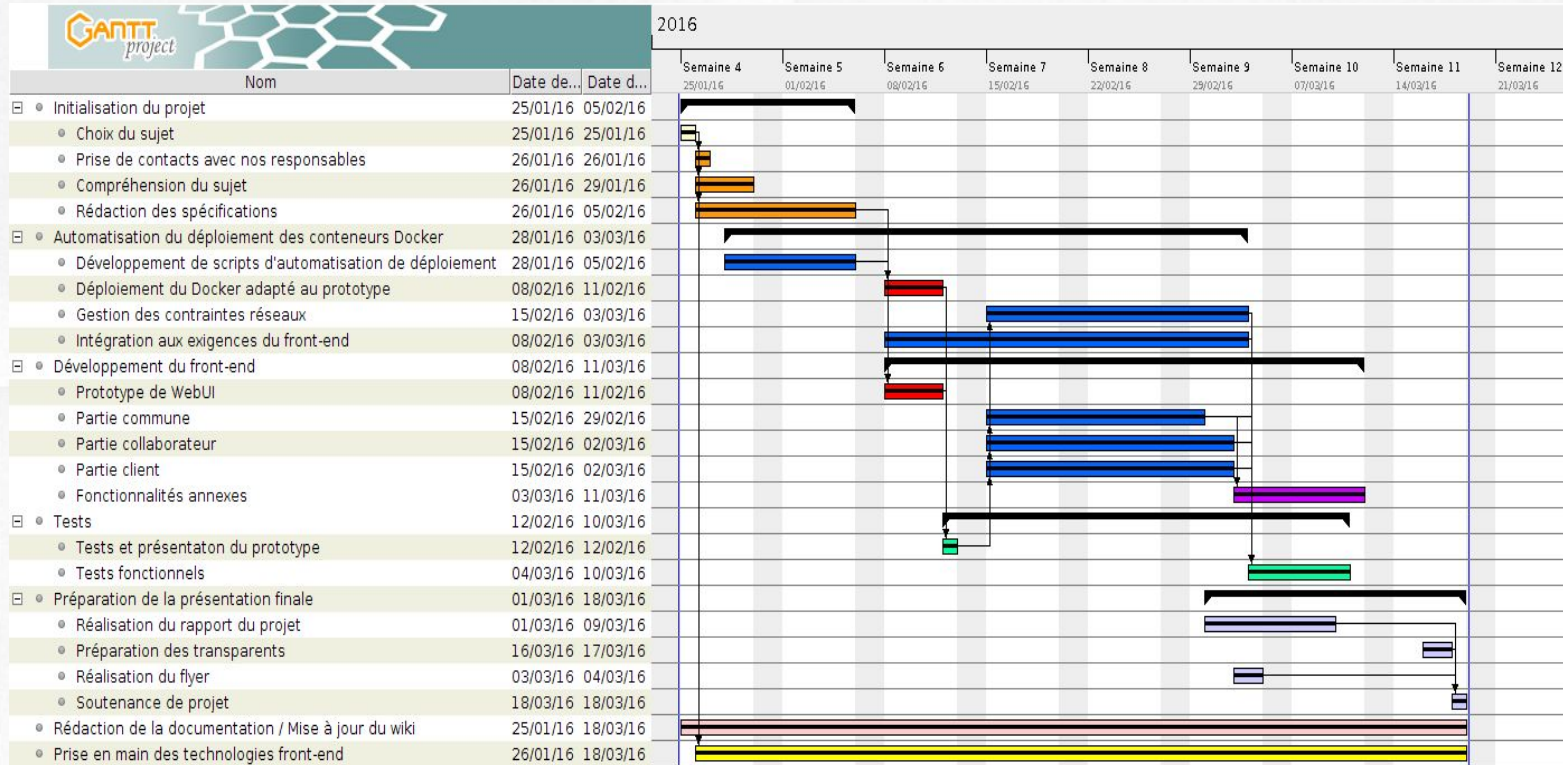 GANTT
project
2016
Semaine 4 Semaine 5 Semaine 6 Semaine 7 Semaine 8 Semaine 9 Semaine 10 Semaine 11 Semaine 12
Nom Date de... Date d... 25/01/16 01/02/16 08/02/16 15/02/16 22/02/16 29/02/16 07/03/16 14/03/16 21/03/16
Initialisation du projet 25/01/16 05/02/16
Choix du sujet 25/01/16 25/01/16
Prise de contacts avec nos responsables 26/01/16 26/01/16
Compréhension du sujet 26/01/16 29/01/16
Rédaction des spécifications 26/01/16 05/02/16
Automatisation du déploiement des conteneurs Docker 28/01/16 03/03/16
Développement de scripts d'automatisation de déploiement 28/01/16 05/02/16
Déploiement du Docker adapté au prototype 08/02/16 11/02/16
Gestion des contraintes réseaux 15/02/16 03/03/16
Intégration aux exigences du front-end 08/02/16 03/03/16
Développement du front-end 08/02/16 11/03/16
Prototype de WebUI 08/02/16 11/02/16
Partie commune 15/02/16 29/02/16
Partie collaborateur 15/02/16 02/03/16
Partie client 15/02/16 02/03/16
Fonctionnalités annexes 03/03/16 11/03/16
Tests 12/02/16 10/03/16
Tests et présentaton du prototype 12/02/16 12/02/16
Tests fonctionnels 04/03/16 10/03/16
Préparation de la présentation finale 01/03/16 18/03/16
Réalisation du rapport du projet 01/03/16 09/03/16
Préparation des transparents 16/03/16 17/03/16
Réalisation du flyer 03/03/16 04/03/16
Soutenance de projet 18/03/16 18/03/16
Rédaction de la documentation / Mise à jour du wiki 25/01/16 18/03/16
Prise en main des technologies front-end 26/01/16 18/03/16